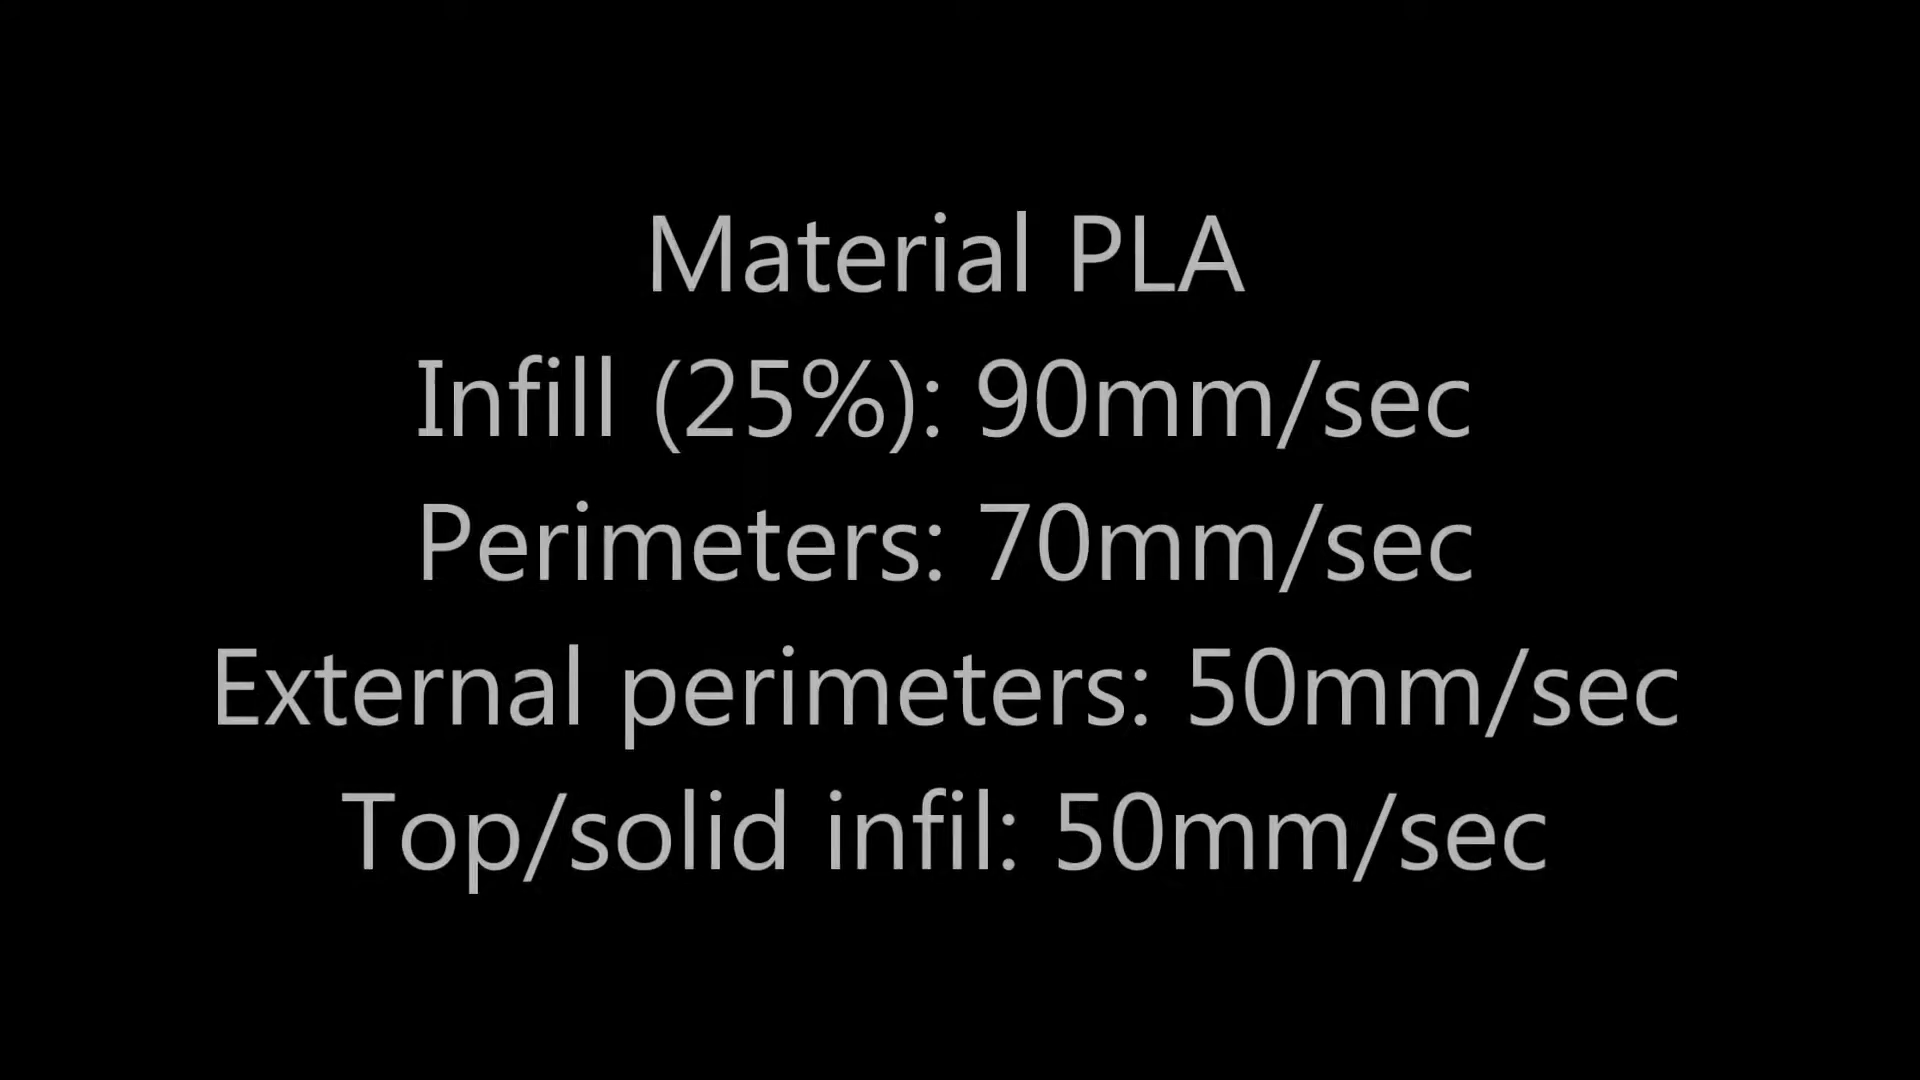 Material PLA
Infill (25%): 90mm/sec
Perimeters: 70mm/sec
External perimeters: 50mm/sec
Top/solid infil: 50mm/sec